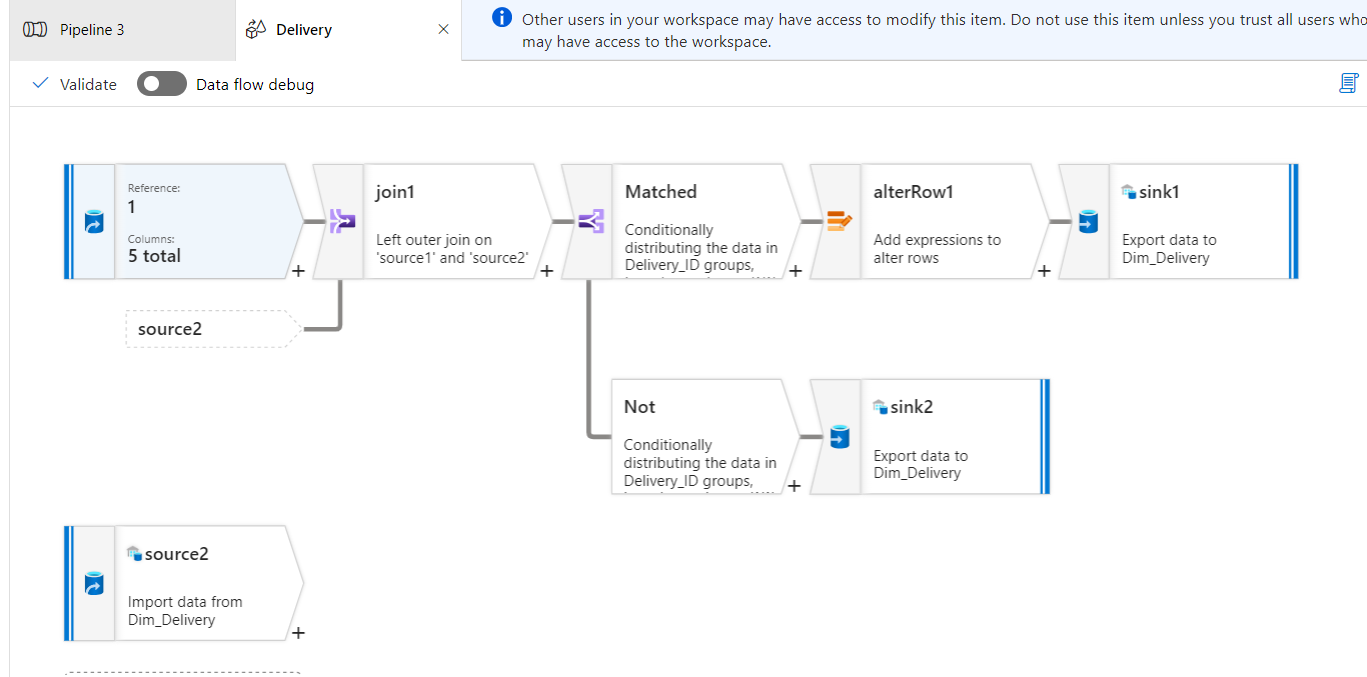 Pipeline 3
Delivery
Other users in your workspace may have access to modify this item. Do not use this item unless you trust all users who
may have access to the workspace.
Validate
Data flow debug
Reference:
1
Columns:
5 total
+
join1
Left outer join on
'source1' and 'source2'
+
Matched
Conditionally
distributing the data in
Delivery_ID groups,
+
alterRow1
Add expressions to
alter rows
+
sink1
Export data to
Dim_Delivery
source2
Not
Conditionally
distributing the data in
Delivery_ID groups,
+
sink2
Export data to
Dim_Delivery
source2
Import data from
Dim_Delivery
+